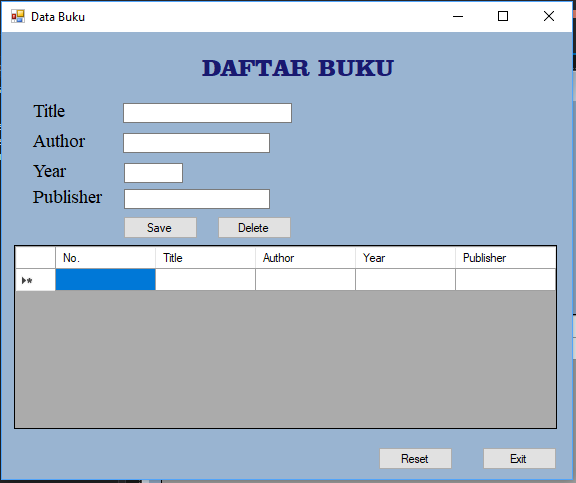 Data Buku
DAFTAR BUKU
Title
Author
Year
Publisher
Save Delete
No. Title Author Year Publisher
Reset Exit